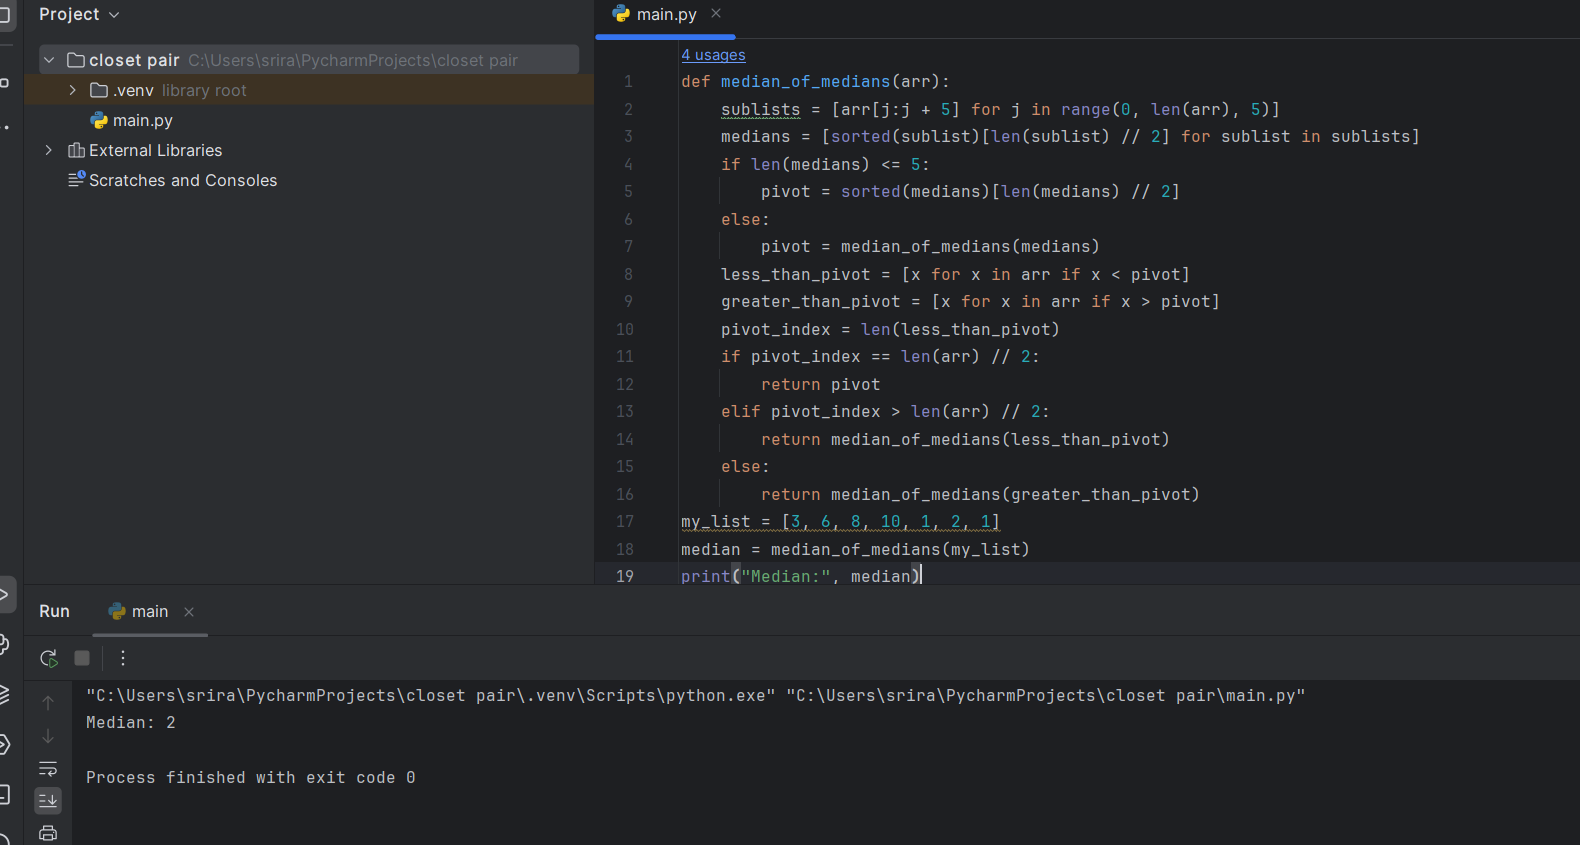 Project
closet pair C:\Users\srira\PycharmProjects\closet pair
.venv library root
main.py
External Libraries
Scratches and Consoles
main.py
4 usages
1 def median_of_medians(arr):
2 sublists = [arr[j:j + 5] for j in range(0, len(arr), 5)]
3 medians = [sorted(sublist)[len(sublist) // 2] for sublist in sublists]
4 if len(medians) <= 5:
5 pivot = sorted(medians)[len(medians) // 2]
6 else:
7 pivot = median_of_medians(medians)
8 less_than_pivot = [x for x in arr if x < pivot]
9 greater_than_pivot = [x for x in arr if x > pivot]
10 pivot_index = len(less_than_pivot)
11 if pivot_index == len(arr) // 2:
12 return pivot
13 elif pivot_index > len(arr) // 2:
14 return median_of_medians(less_than_pivot)
15 else:
16 return median_of_medians(greater_than_pivot)
17 my_list = [3, 6, 8, 10, 1, 2, 1]
18 median = median_of_medians(my_list)
19 print("Median:", median)
Run main
"C:\Users\srira\PycharmProjects\closet pair\.venv\Scripts\python.exe" "C:\Users\srira\PycharmProjects\closet pair\main.py"
Median: 2
Process finished with exit code 0